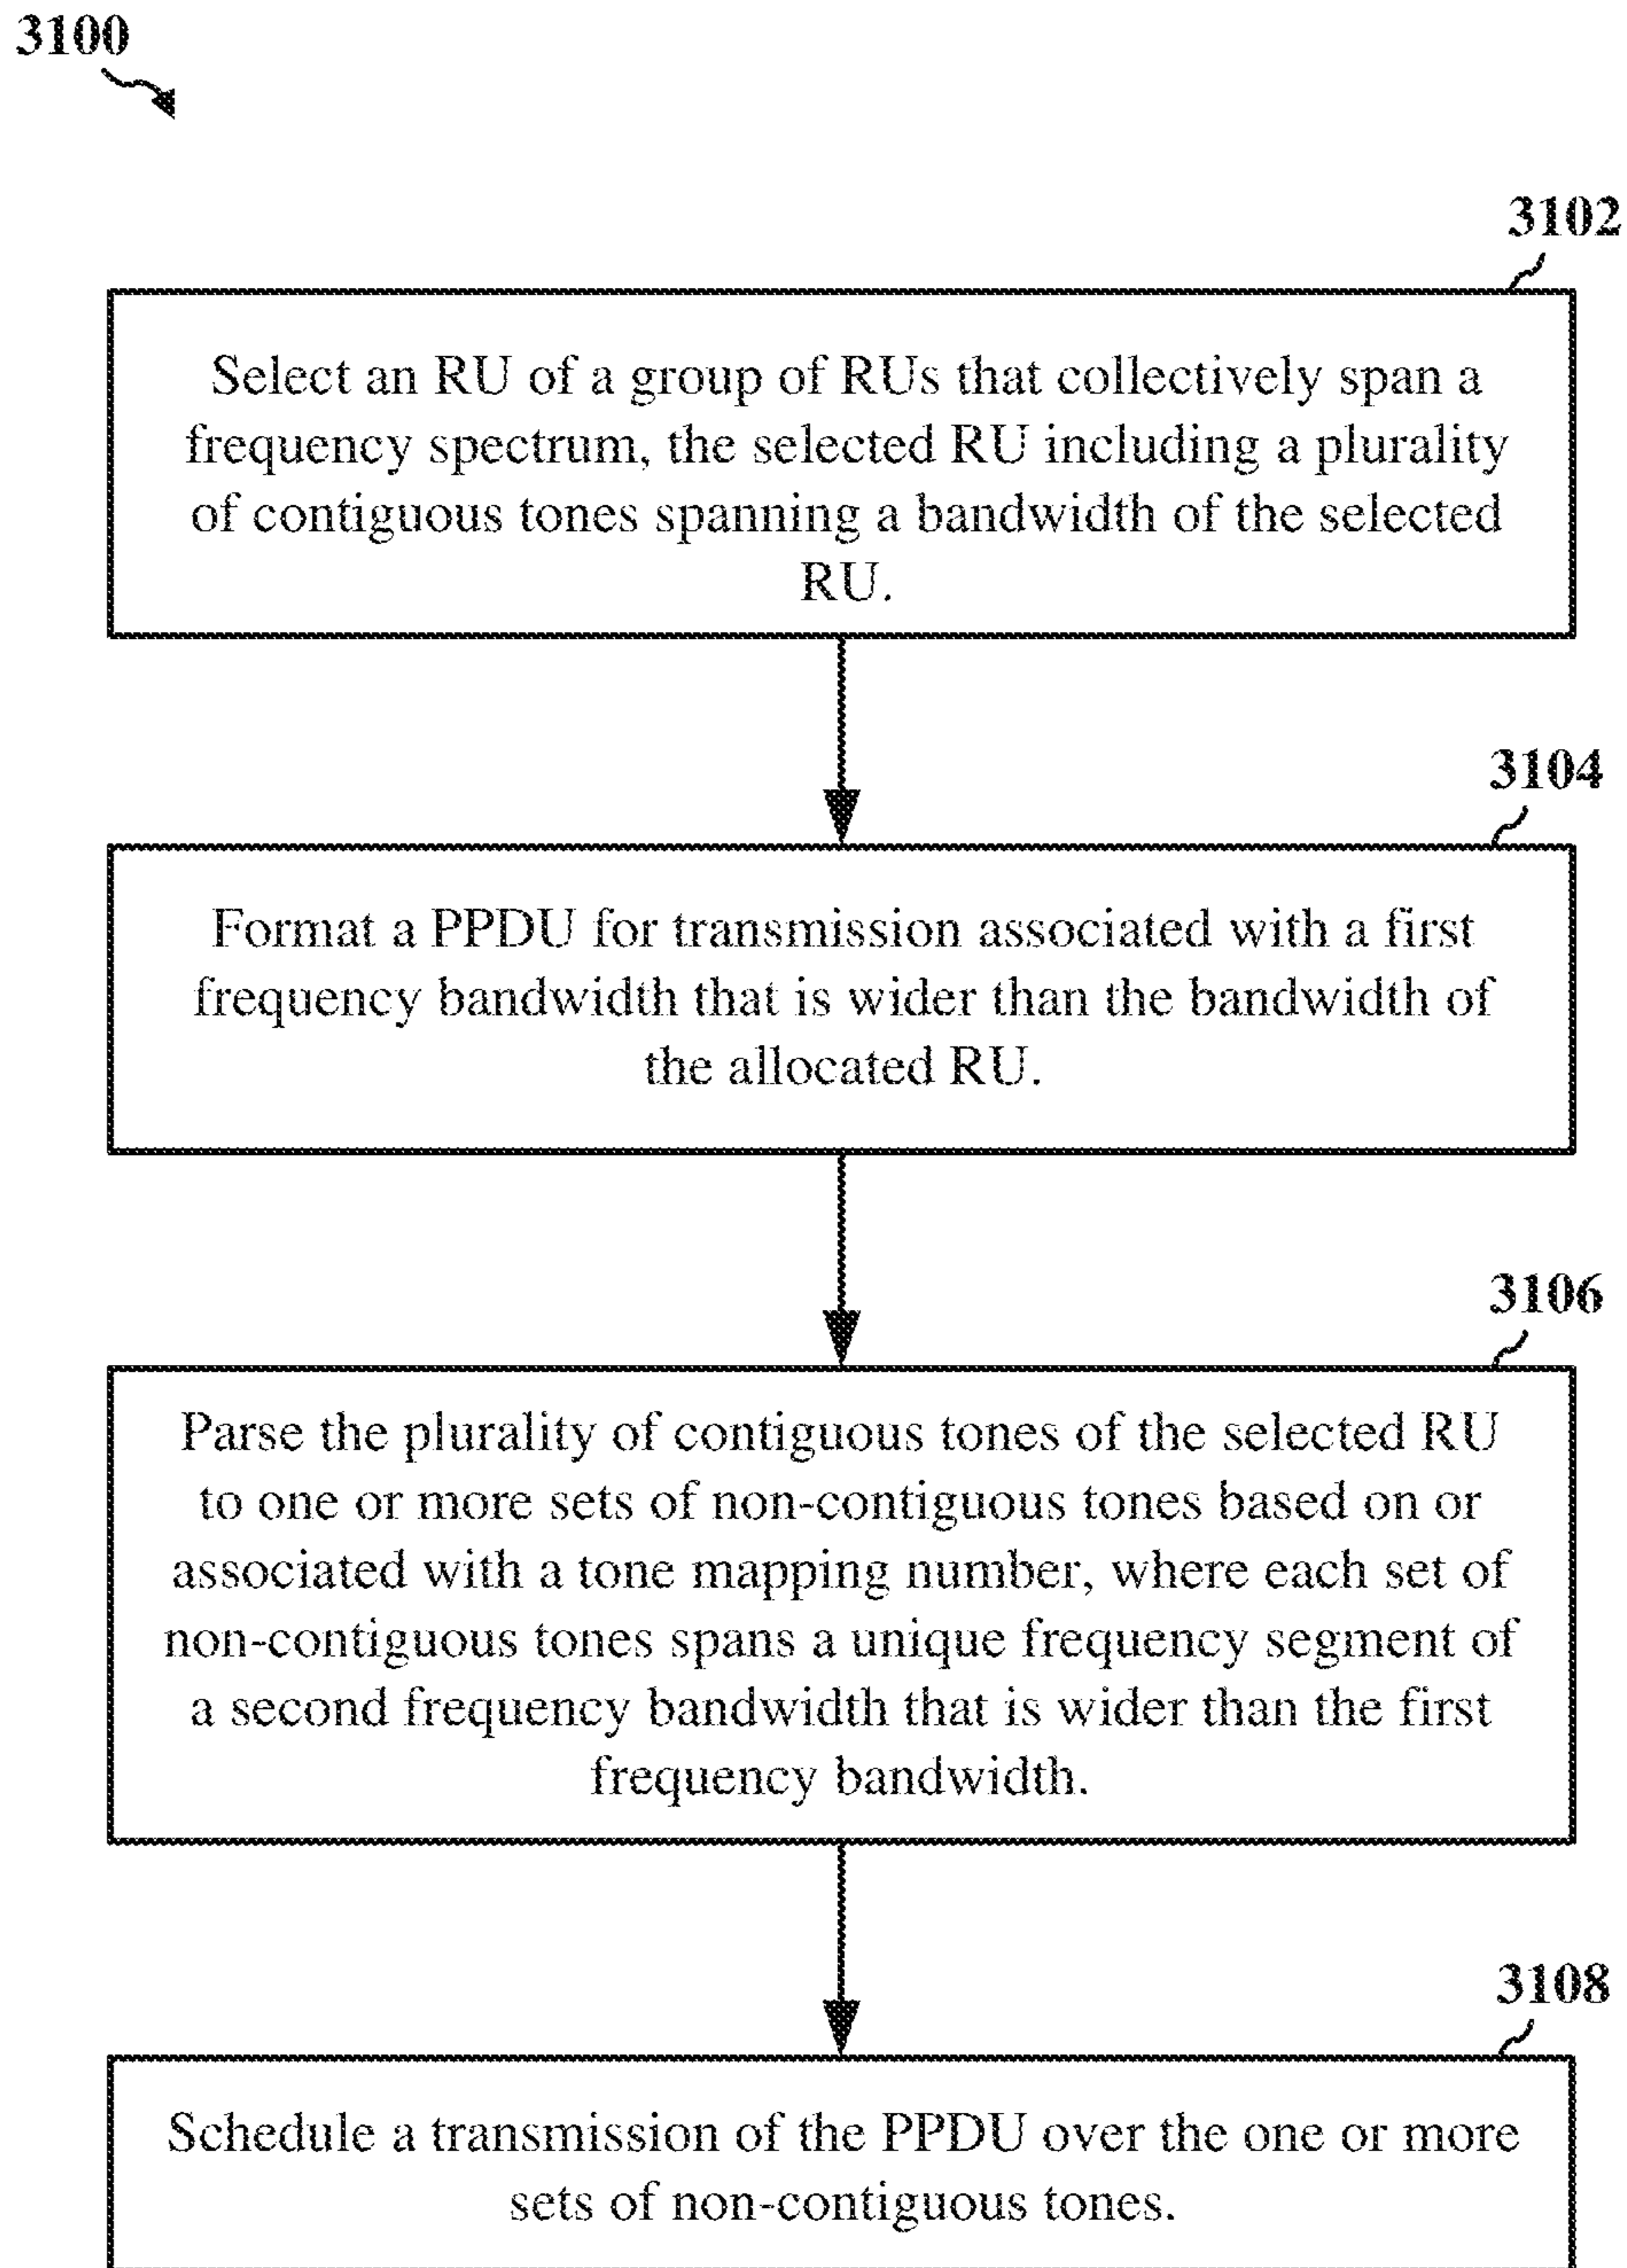 3100
3102
Select an RU of a group of RUs that collectively span a
frequency spectrum, the selected RU including a plurality
of contiguous tones spanning a bandwidth of the selected
RU.
3104
Format a PPDU for transmission associated with a first
frequency bandwidth that is wider than the bandwidth of
the allocated RU.
3106
Parse the plurality of contiguous tones of the selected RU
to one or more sets of non-contiguous tones based on or
associated with a tone mapping number, where each set of
non-contiguous tones spans a unique frequency segment of
a second frequency bandwidth that is wider than the first
frequency bandwidth.
3108
Schedule a transmission of the PPDU over the one or more
sets of non-contiguous tones.